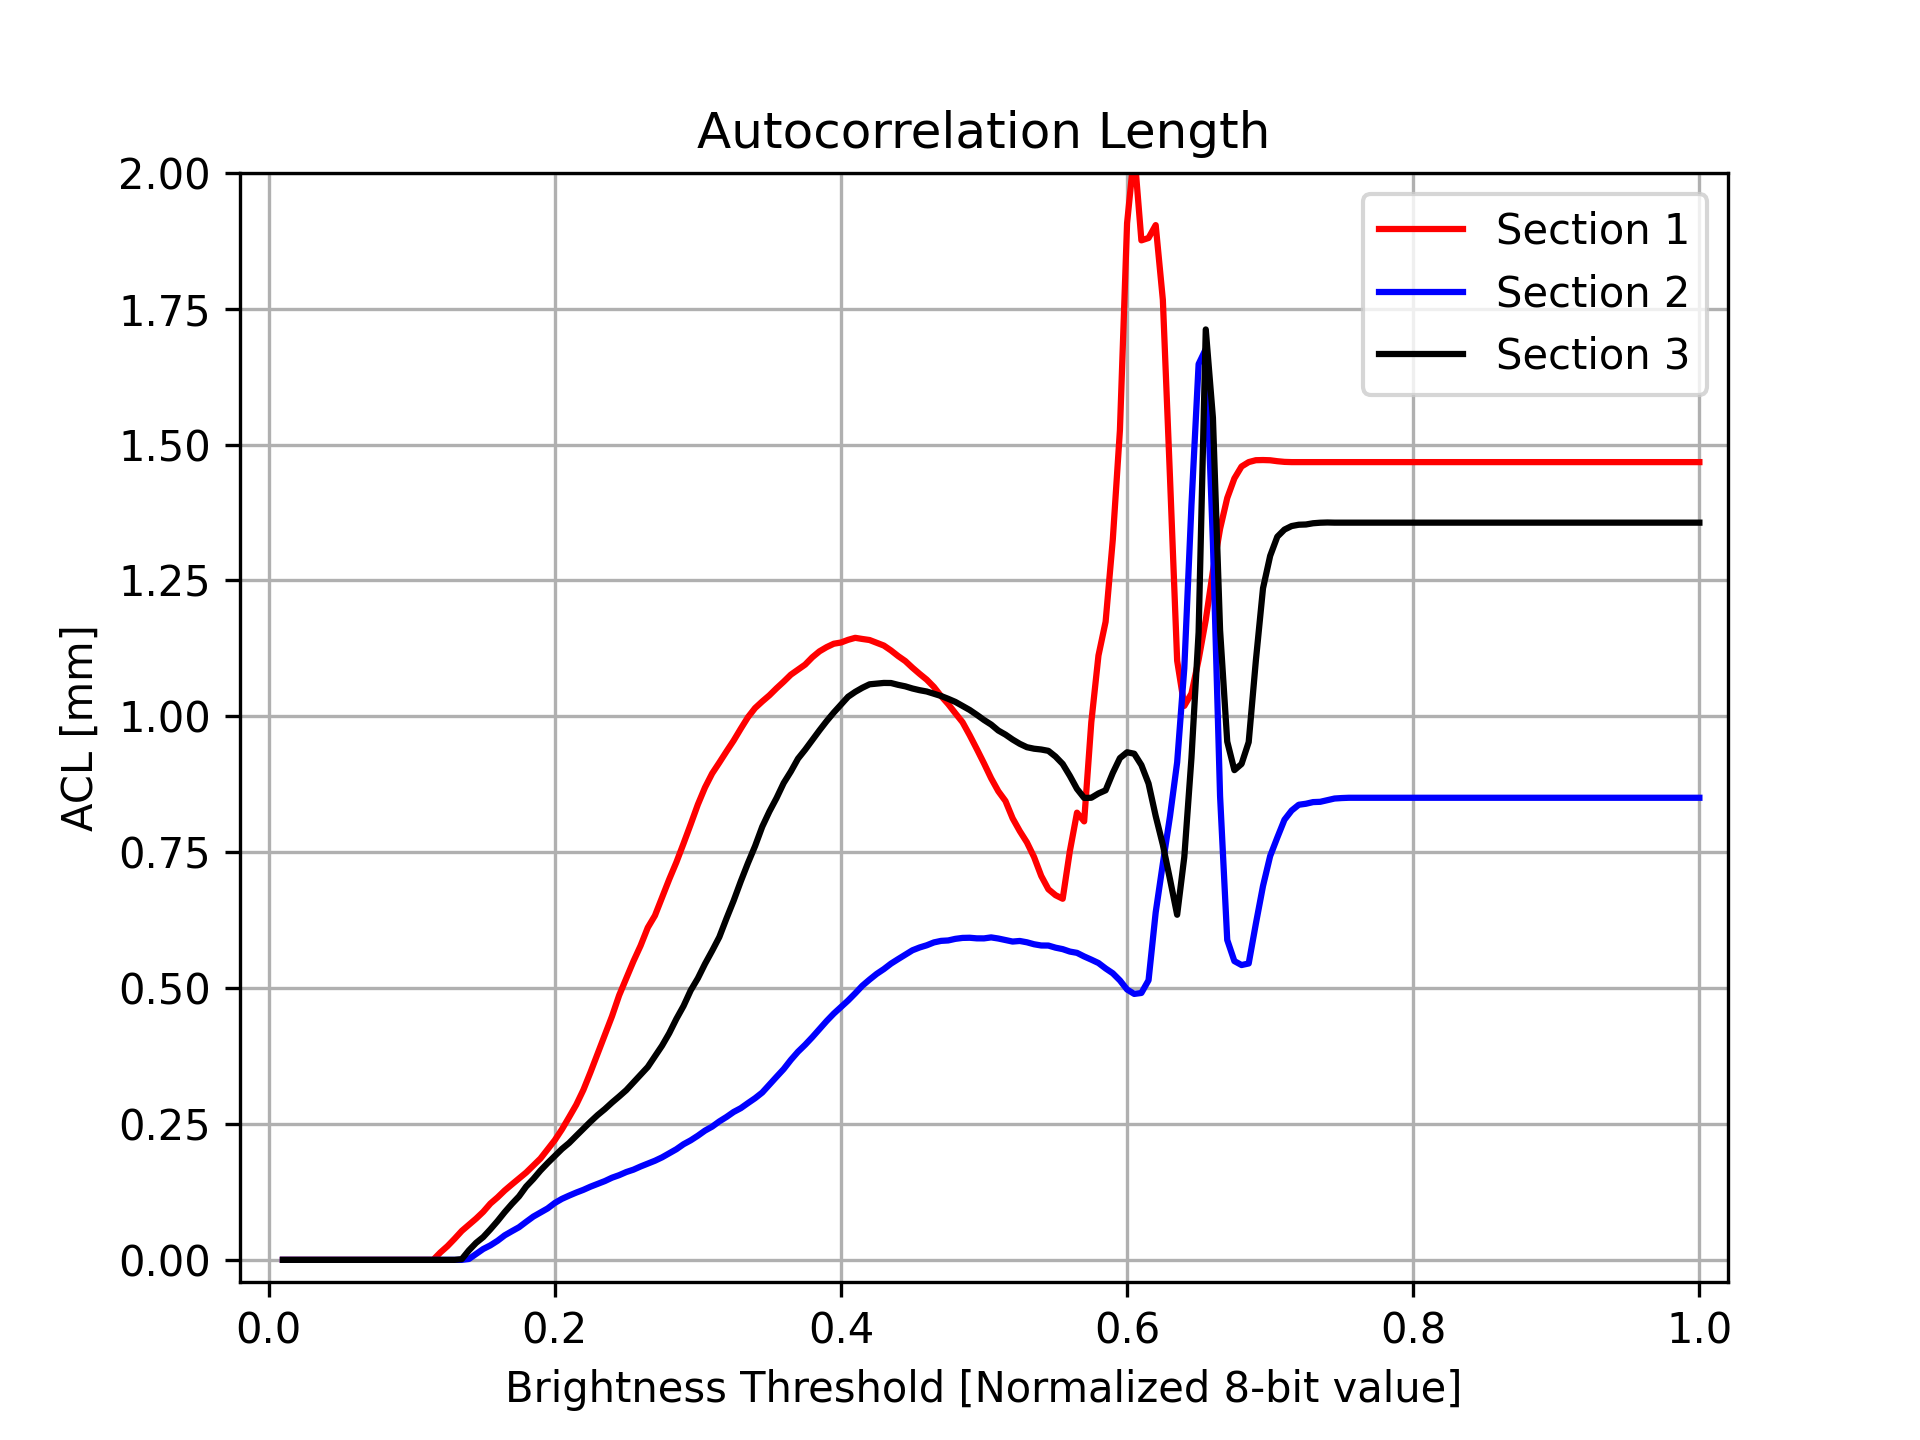 Autocorrelation Length
2.00
1.75
1.50
1.25
1.00
0.75
0.50
0.25
0.00
ACL [mm]
Section 1
Section 2
Section 3
0.0 0.2 0.4 0.6 0.8 1.0
Brightness Threshold [Normalized 8-bit value]